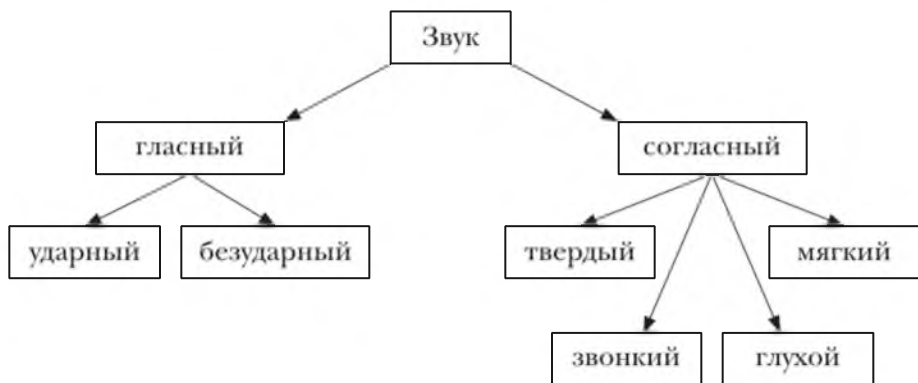 Звук
гласный
согласный
ударный
безударный
твердый
мягкий
звонкий
глухой